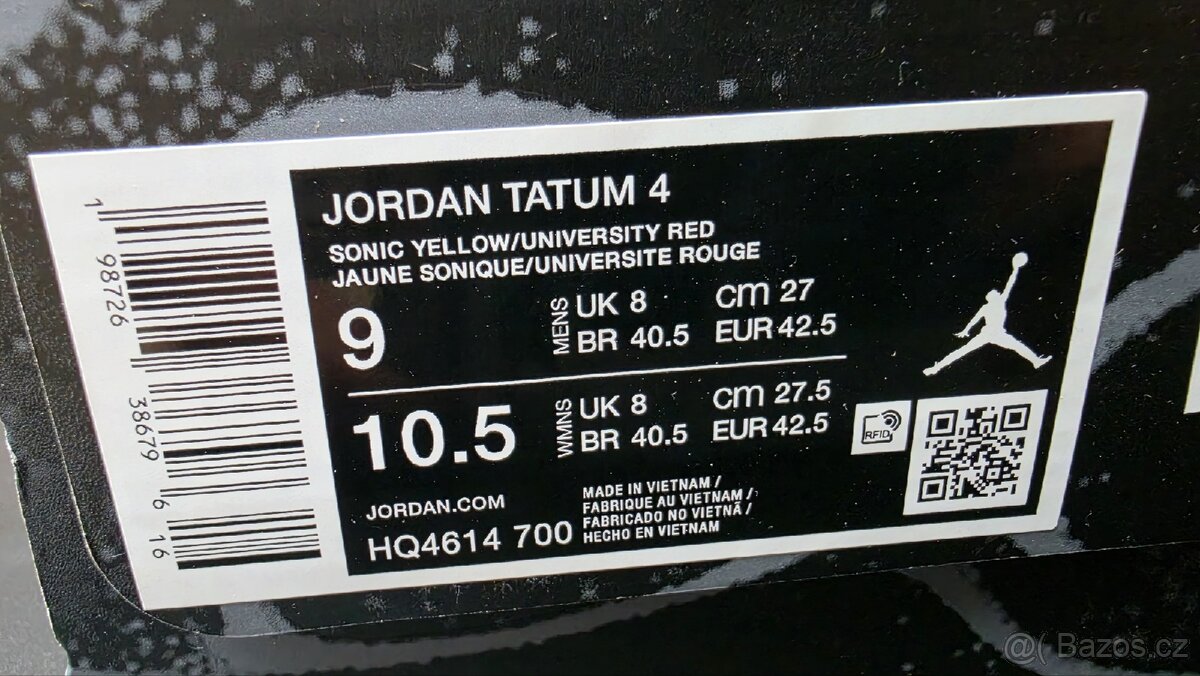 JORDAN TATUM 4
SONIC YELLOW/UNIVERSITY RED
JAUNE SONIQUE/UNIVERSITE ROUGE
9
MENS
UK 8 cm 27
BR 40.5 EUR 42.5
10.5
WMNS
UK 8 cm 27.5
BR 40.5 EUR 42.5
RFID
JORDAN.COM
HQ4614 700
MADE IN VIETNAM /
FABRIQUE AU VIETNAM /
FABRICADO NO VIETNÃ /
HECHO EN VIETNAM
1 98726 38679 6 16
@( Bazos.cz